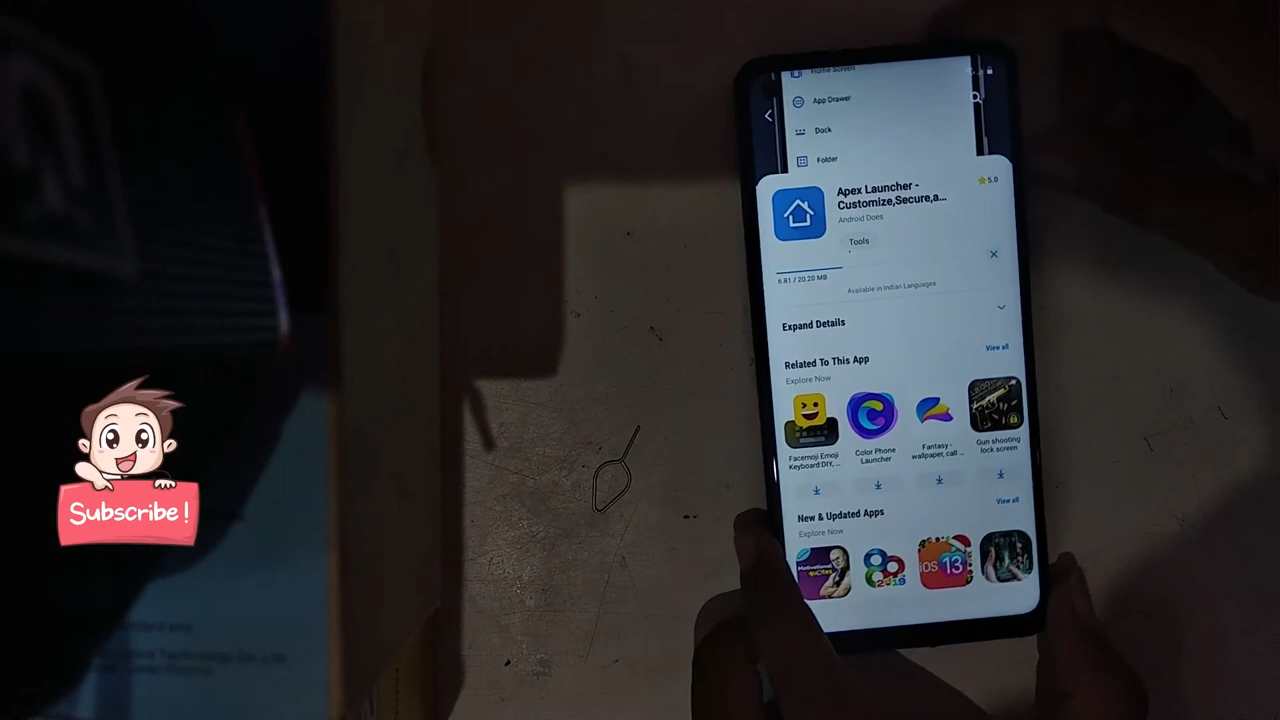 Home Screen
App Drawer
Dock
Folder
Apex Launcher -
Customize,Secure,a...
5.0
Android Does
Tools
6.81 / 20.20 MB
Available in Indian Languages
Expand Details
Related To This App
View all
Explore Now
Facemoji Emoji
Keyboard:DIY, ...
Color Phone
Launcher
Fantasy -
wallpaper, call ...
Gun shooting
lock screen
New & Updated Apps
View all
Explore Now
Motivational
quotes
2019
iOS 13
Subscribe!